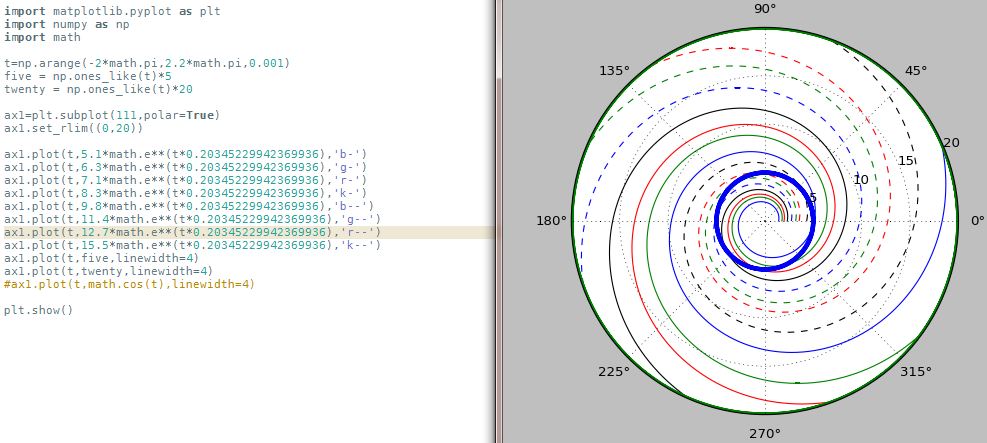 import matplotlib.pyplot as plt
import numpy as np
import math
t=np.arange(-2*math.pi,2.2*math.pi,0.001)
five = np.ones_like(t)*5
twenty = np.ones_like(t)*20
ax1=plt.subplot(111,polar=True)
ax1.set_rlim((0,20))
ax1.plot(t,5.1*math.e**(t*0.20345229942369936),'b-')
ax1.plot(t,6.3*math.e**(t*0.20345229942369936),'g-')
ax1.plot(t,7.1*math.e**(t*0.20345229942369936),'r-')
ax1.plot(t,8.3*math.e**(t*0.20345229942369936),'k-')
ax1.plot(t,9.8*math.e**(t*0.20345229942369936),'b--')
ax1.plot(t,11.4*math.e**(t*0.20345229942369936),'g--')
ax1.plot(t,12.7*math.e**(t*0.20345229942369936),'r--')
ax1.plot(t,15.5*math.e**(t*0.20345229942369936),'k--')
ax1.plot(t,five,linewidth=4)
ax1.plot(t,twenty,linewidth=4)
#ax1.plot(t,math.cos(t),linewidth=4)
plt.show()
90°
135°
45°
20
15
10
5
180°
0°
225°
315°
270°